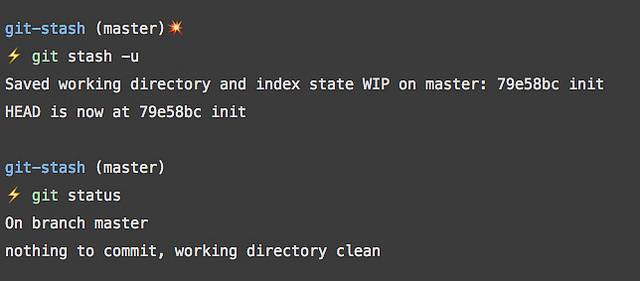 git-stash (master)💥
⚡ git stash -u
Saved working directory and index state WIP on master: 79e58bc init
HEAD is now at 79e58bc init
git-stash (master)
⚡ git status
On branch master
nothing to commit, working directory clean